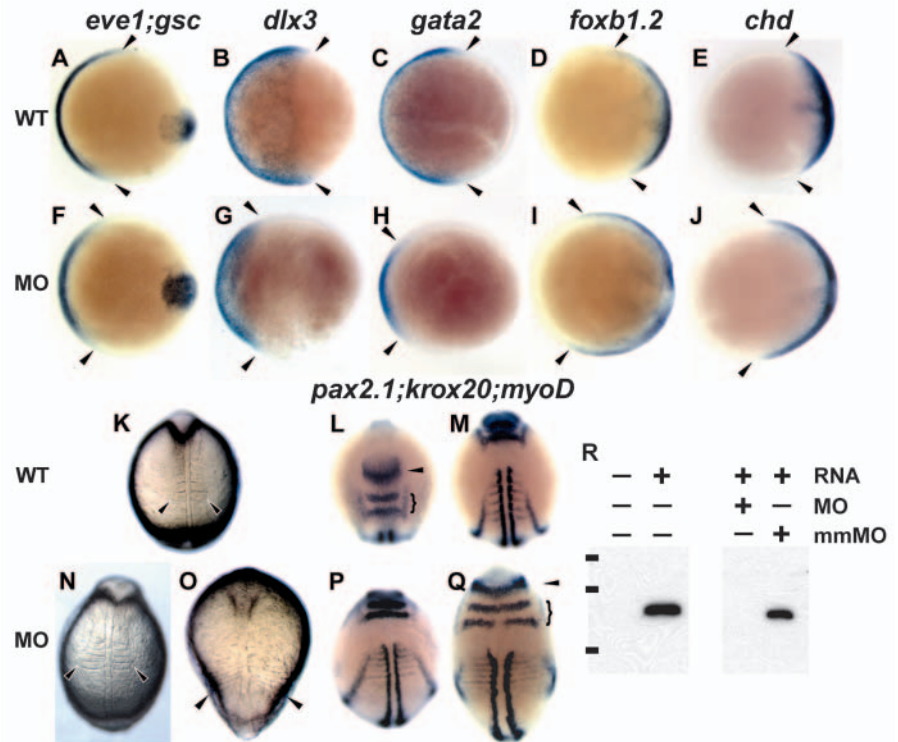 eve1;gsc dlx3 gata2 foxb1.2 chd
A B C D E
WT
F G H I J
MO
pax2.1;krox20;myoD
K L M
WT
R
– + + + RNA
– – + – MO
– – – + mmMO
N O P Q
MO